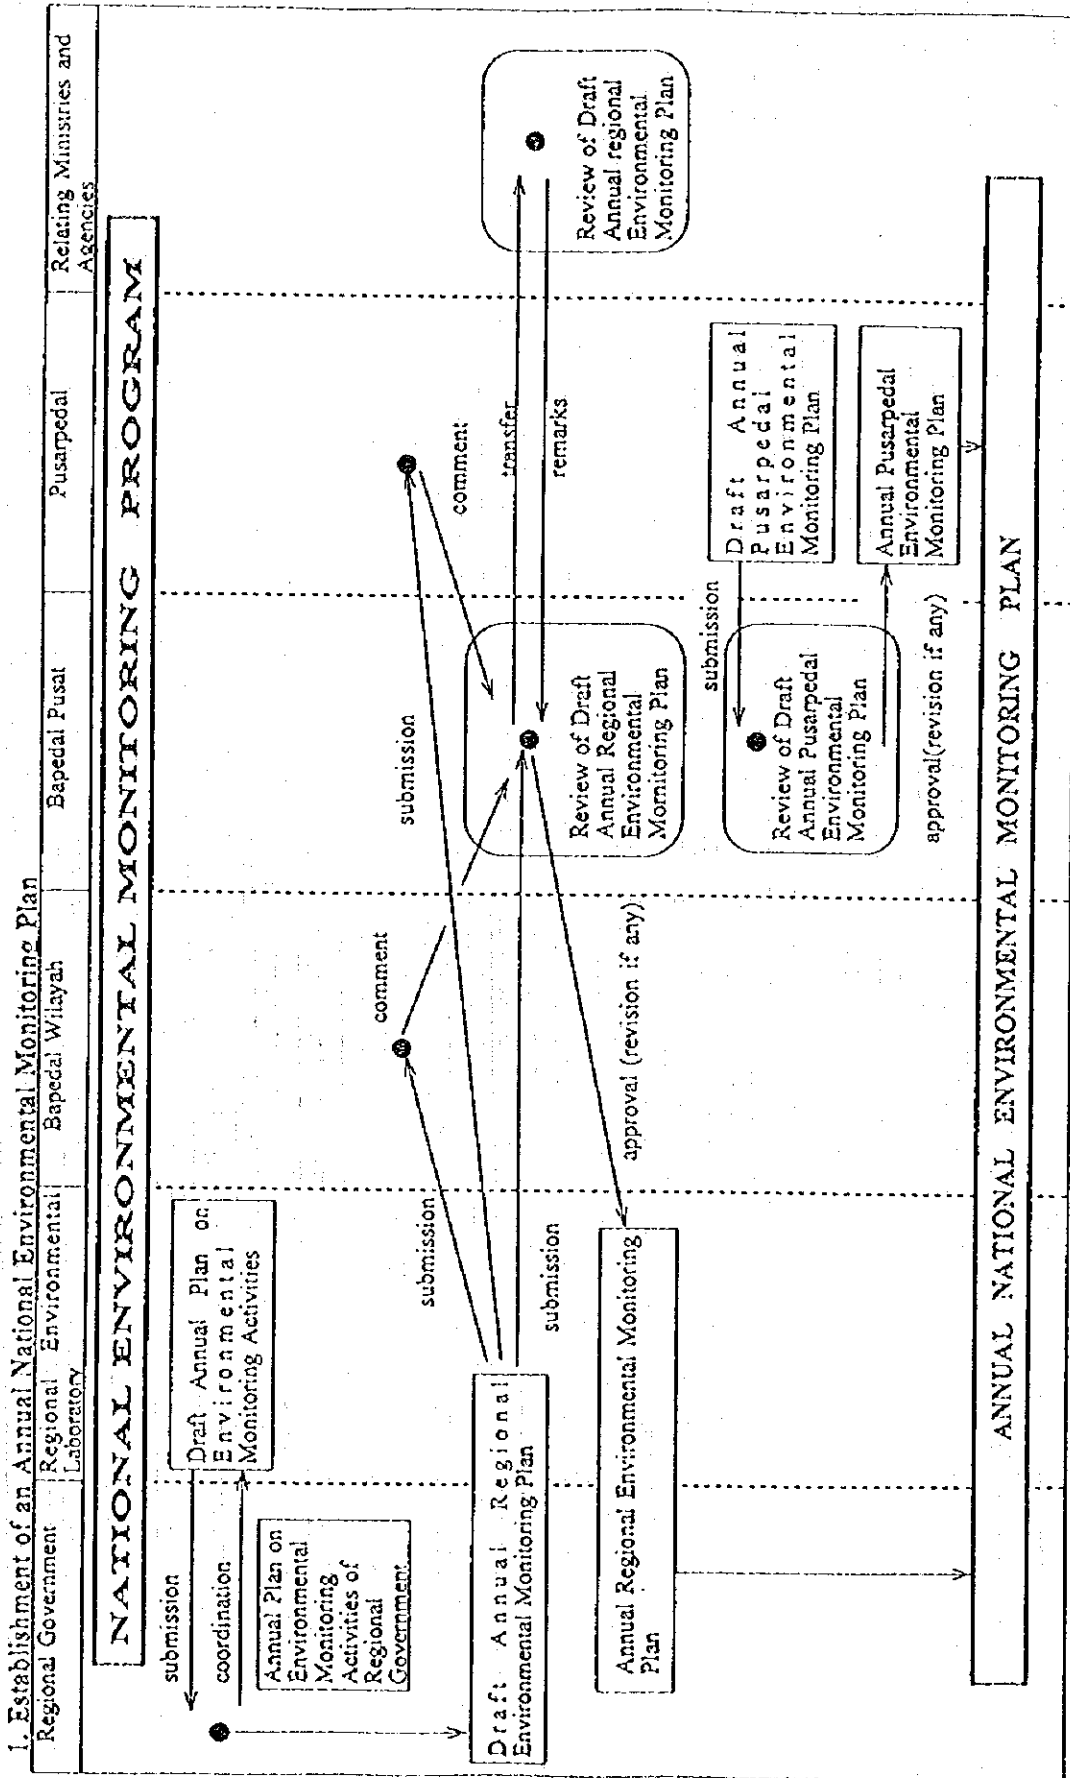 1. Establishment of an Annual National Environmental Monitoring Plan
Regional Government
Regional Environmental
Laboratory
Bapedal Wilayah
Bapedal Pusat
Pusarpedal
Relating Ministries and
Agencies
NATIONAL ENVIRONMENTAL MONITORING PROGRAM
submission
coordination
Draft Annual Plan on
Environmental
Monitoring Activities
Annual Plan on
Environmental
Monitoring
Activities of
Regional
Government
Draft Annual Regional
Environmental Monitoring Plan
submission
submission
submission
comment
comment
transfer
remarks
Review of Draft
Annual Regional
Environmental
Mornitoring Plan
Review of Draft
Annual regional
Environmental
Monitoring Plan
approval (revision if any)
Annual Regional Environmental Monitoring
Plan
submission
Draft Annual
Pusarpedal
Environmental
Monitoring Plan
Review of Draft
Annual Pusarpedal
Environmental
Monitoring Plan
approval(revision if any)
Annual Pusarpedal
Environmental
Monitoring Plan
ANNUAL NATIONAL ENVIRONMENTAL MONITORING PLAN